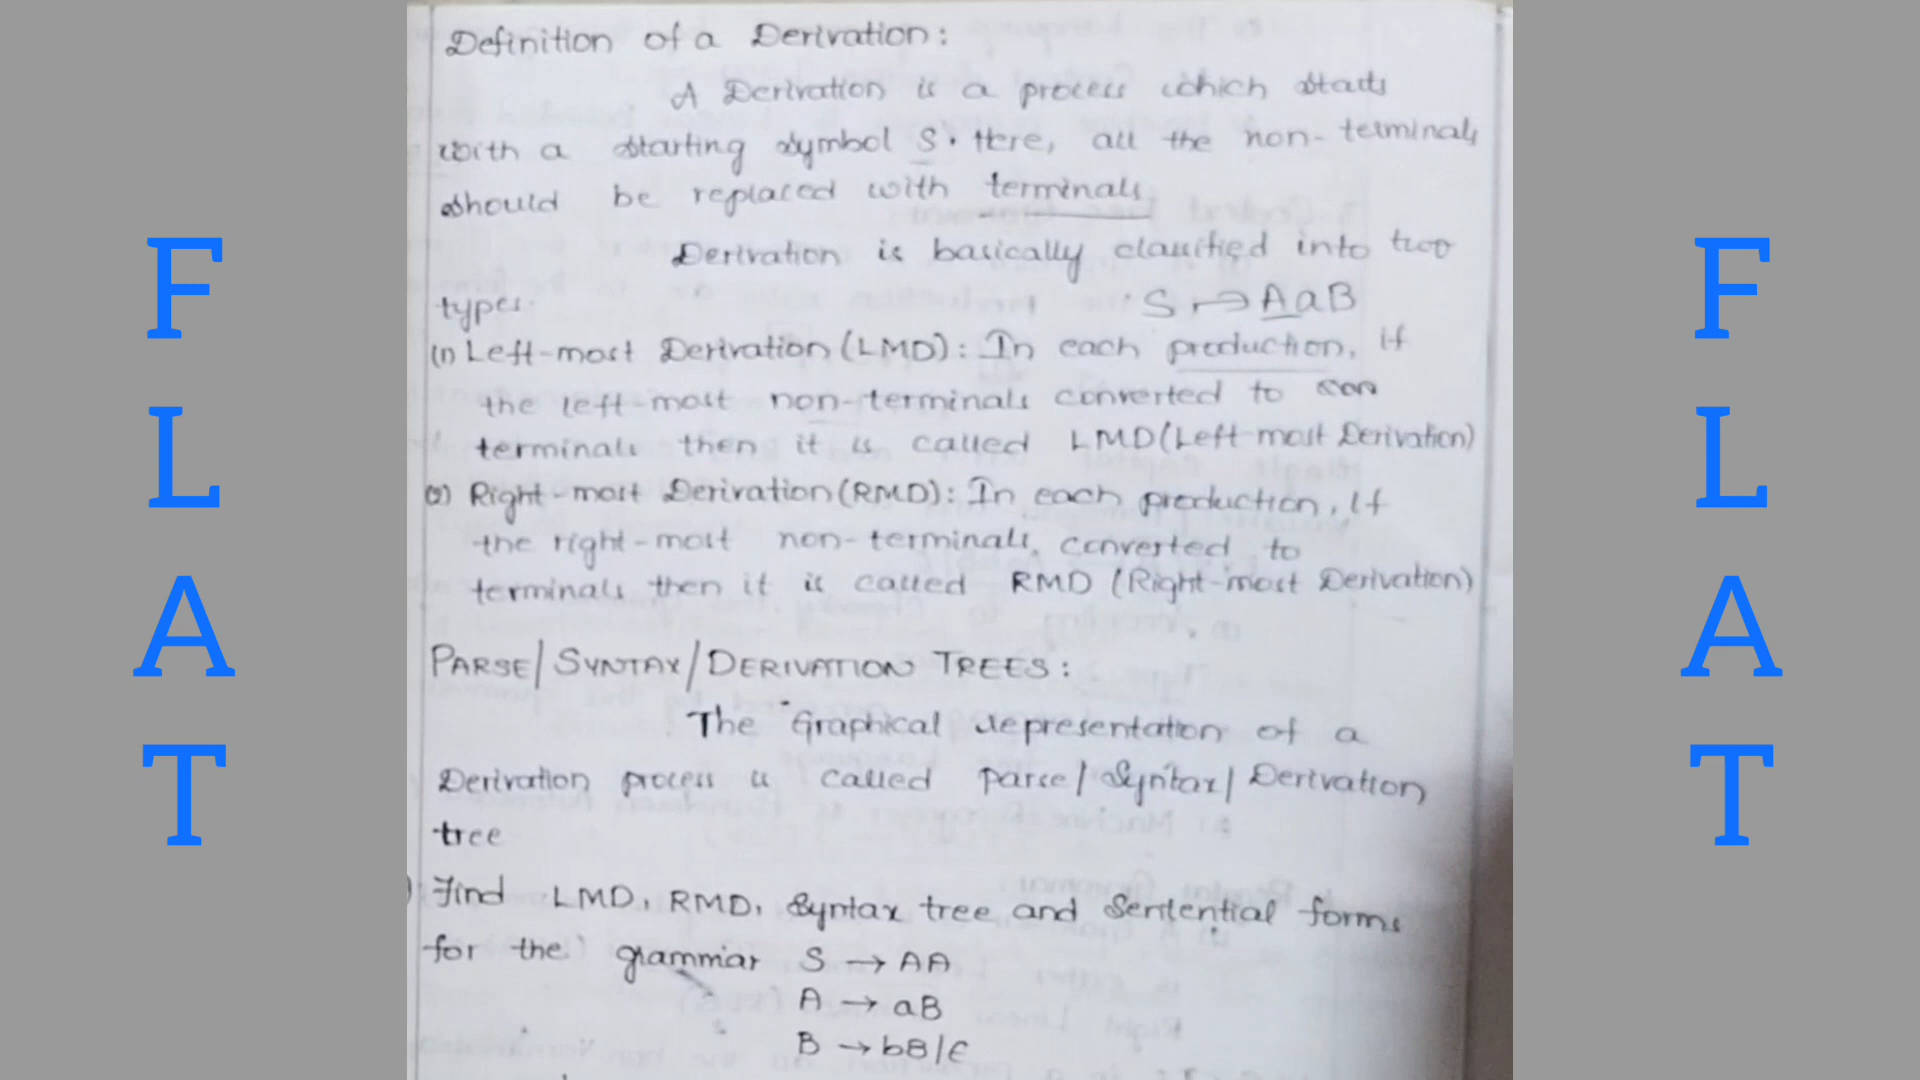 F
L
A
T
Definition of a Derivation:
A Derivation is a process which starts
with a starting symbol S. Here, all the non-terminals
should be replaced with terminals
Derivation is basically classified into two
types.
S → AaB
(1) Left-most Derivation (LMD): In each production, if
the left-most non-terminals converted to
terminals then it is called LMD (Left-most Derivation)
(2) Right-most Derivation (RMD): In each production, if
the right-most non-terminals, converted to
terminals then it is called RMD (Right-most Derivation)
PARSE/SYNTAX/DERIVATION TREES:
The Graphical representation of a
Derivation process is called parse/Syntax/Derivation
tree
) Find LMD, RMD, Syntax tree and Sentential forms
for the grammar S → AA
A → aB
B → bB/ε
F
L
A
T